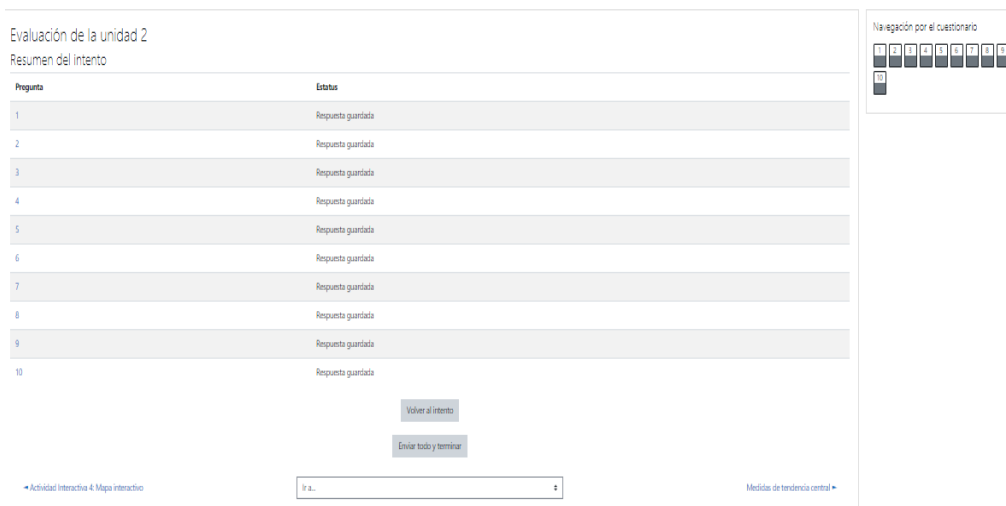 Evaluación de la unidad 2
Resumen del intento
Pregunta Estatus
1 Respuesta guardada
2 Respuesta guardada
3 Respuesta guardada
4 Respuesta guardada
5 Respuesta guardada
6 Respuesta guardada
7 Respuesta guardada
8 Respuesta guardada
9 Respuesta guardada
10 Respuesta guardada
Volver al intento
Enviar todo y terminar
◄ Actividad Interactiva 4: Mapa interactivo
Ir a...
Medidas de tendencia central ►
Navegación por el cuestionario
1 2 3 4 5 6 7 8 9
10